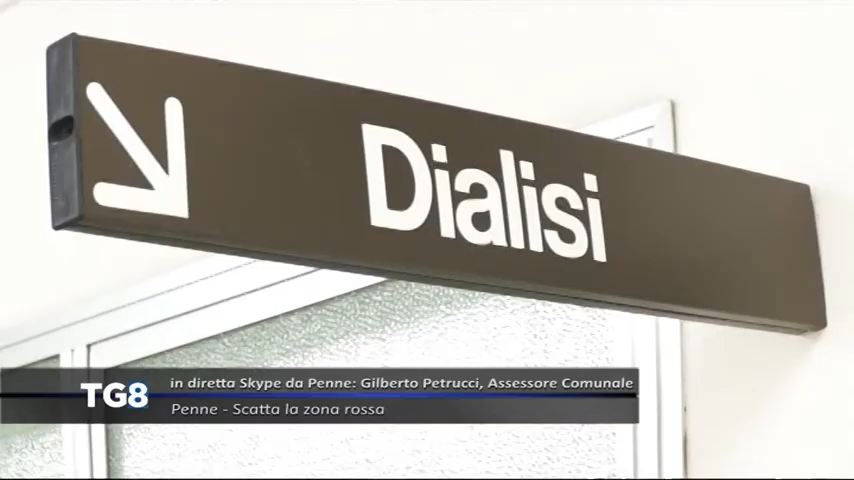 Dialisi
TG8
in diretta Skype da Penne: Gilberto Petrucci, Assessore Comunale
Penne - Scatta la zona rossa